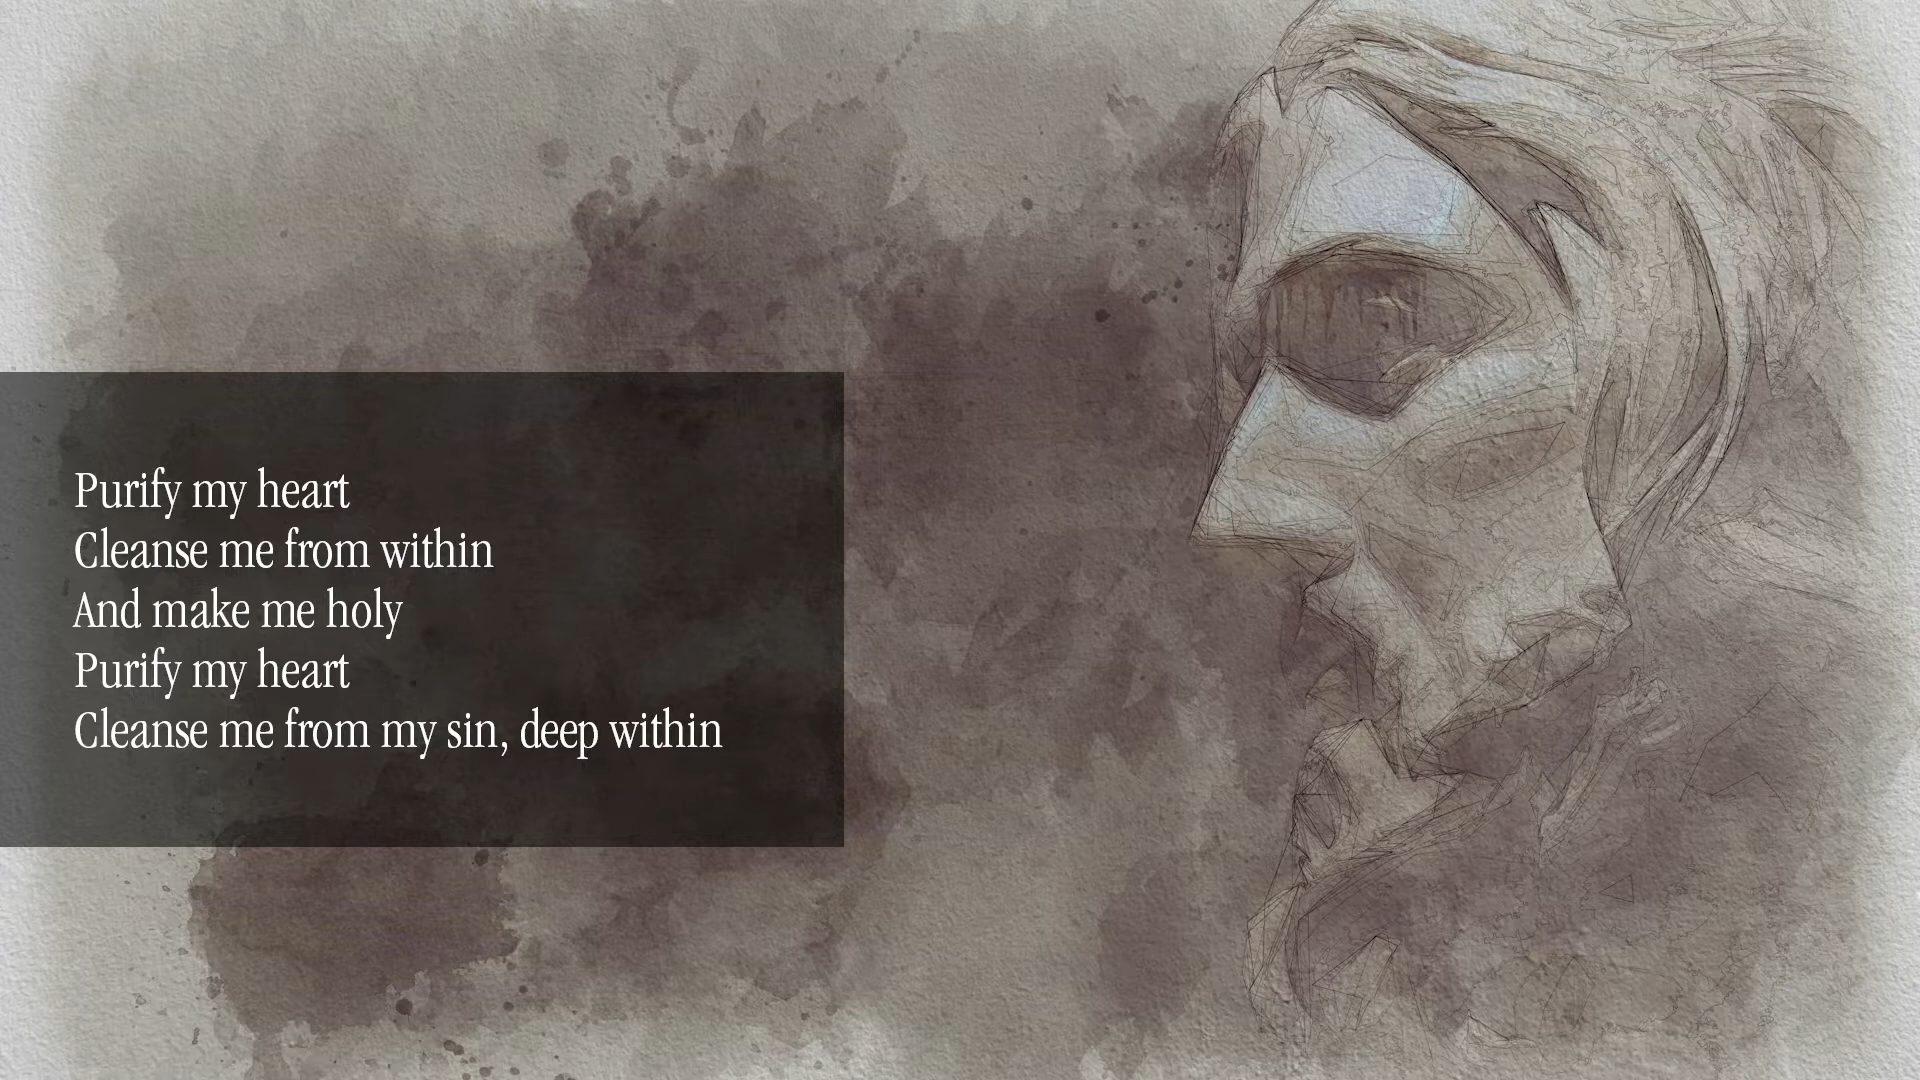 Purify my heart
Cleanse me from within
And make me holy
Purify my heart
Cleanse me from my sin, deep within